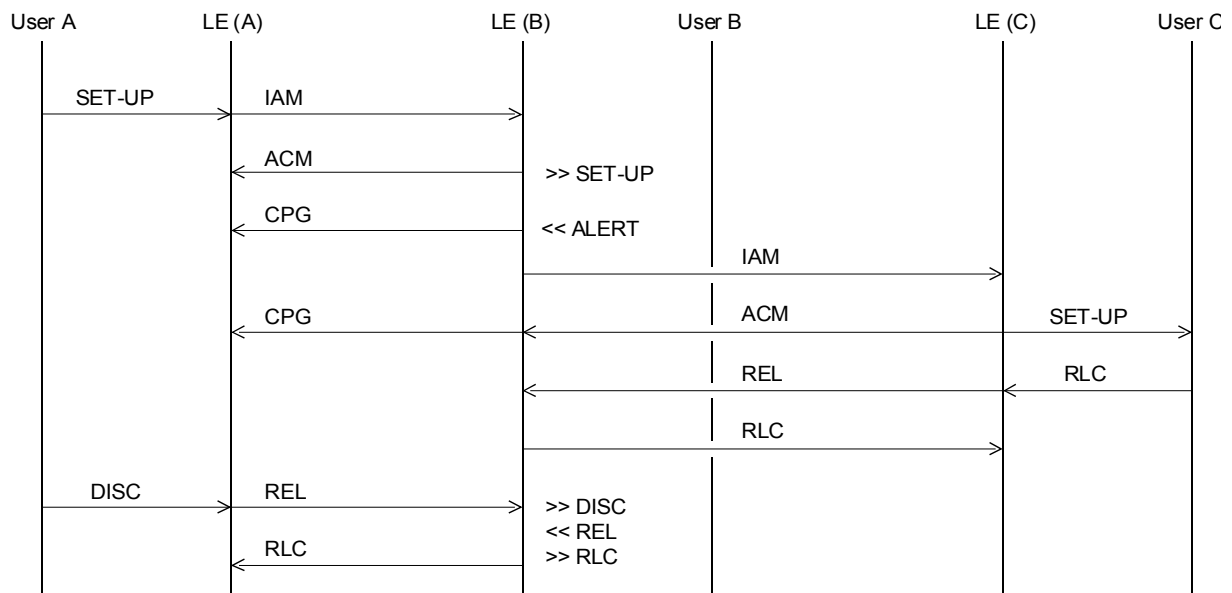 User A LE (A) LE (B) User B LE (C) User C
SET-UP IAM
ACM >> SET-UP
CPG << ALERT
IAM
CPG ACM SET-UP
REL RLC
RLC
DISC REL >> DISC
<< REL
RLC >> RLC